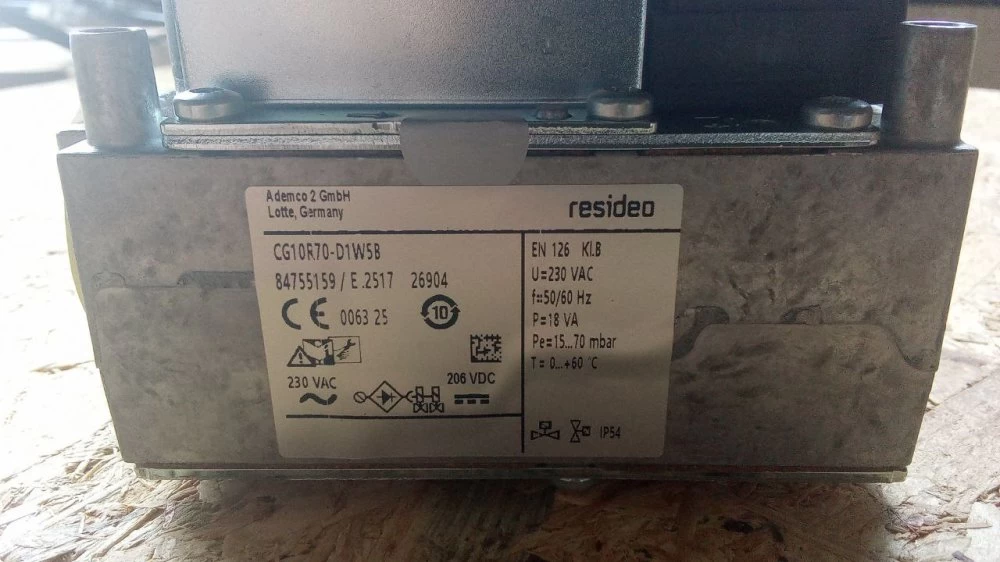 Ademco 2 GmbH
Lotte, Germany
resideo
CG10R70-D1W5B
84755159 / E.2517 26904
CE 0063 25
10
230 VAC
206 VDC
EN 126 Kl.B
U=230 VAC
f=50/60 Hz
P=18 VA
Pe=15...70 mbar
T= 0...+60 °C
IP54